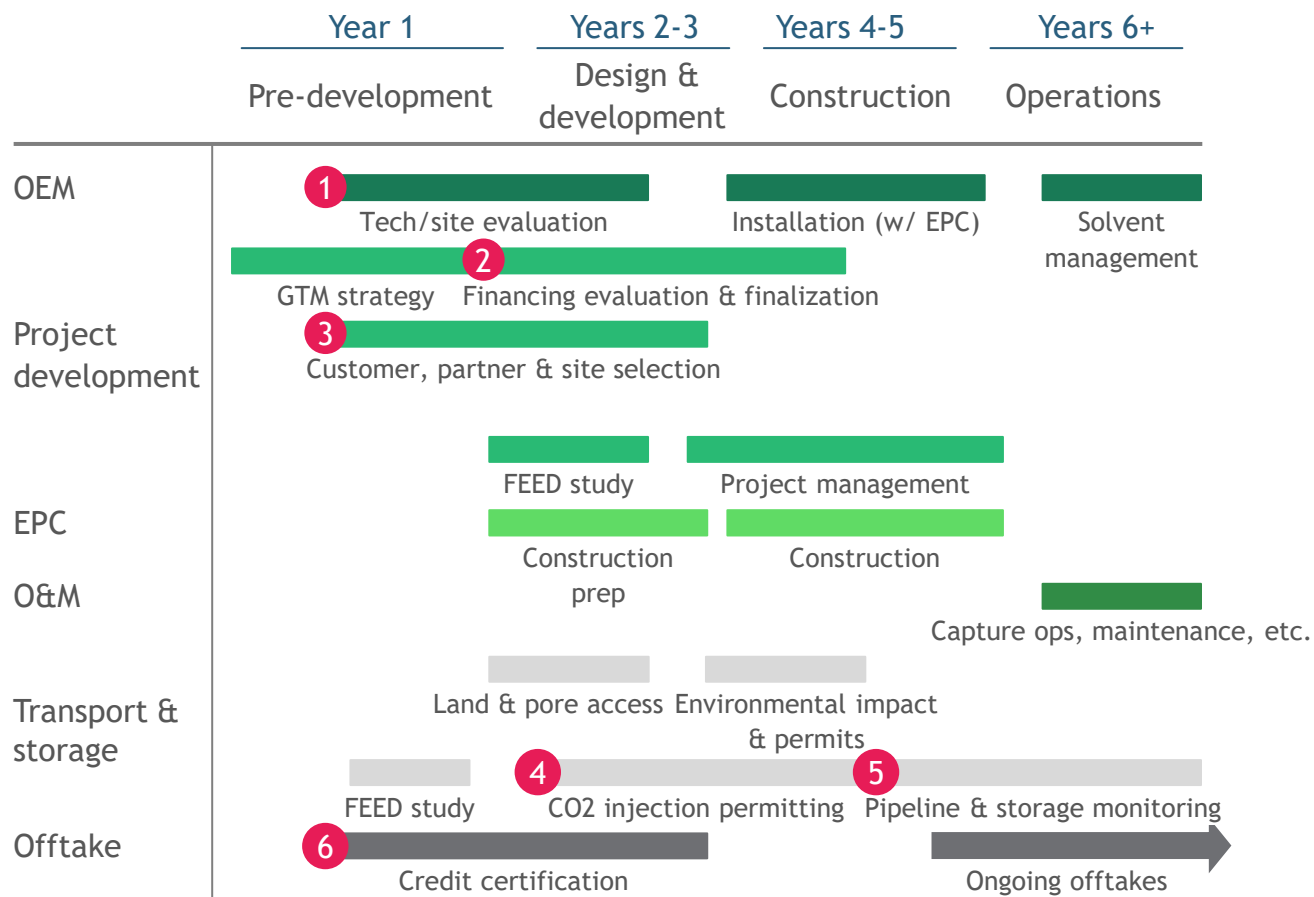 Year 1
Years 2-3
Years 4-5
Years 6+
Pre-development
Design &
development
Construction
Operations
OEM
1
Tech/site evaluation
Installation (w/ EPC)
Solvent
management
2
GTM strategy
Financing evaluation & finalization
Project
development
3
Customer, partner & site selection
FEED study
Project management
EPC
Construction
prep
Construction
O&M
Capture ops, maintenance, etc.
Transport &
storage
Land & pore access
Environmental impact
& permits
4
5
FEED study
CO2 injection permitting
Pipeline & storage monitoring
Offtake
6
Credit certification
Ongoing offtakes